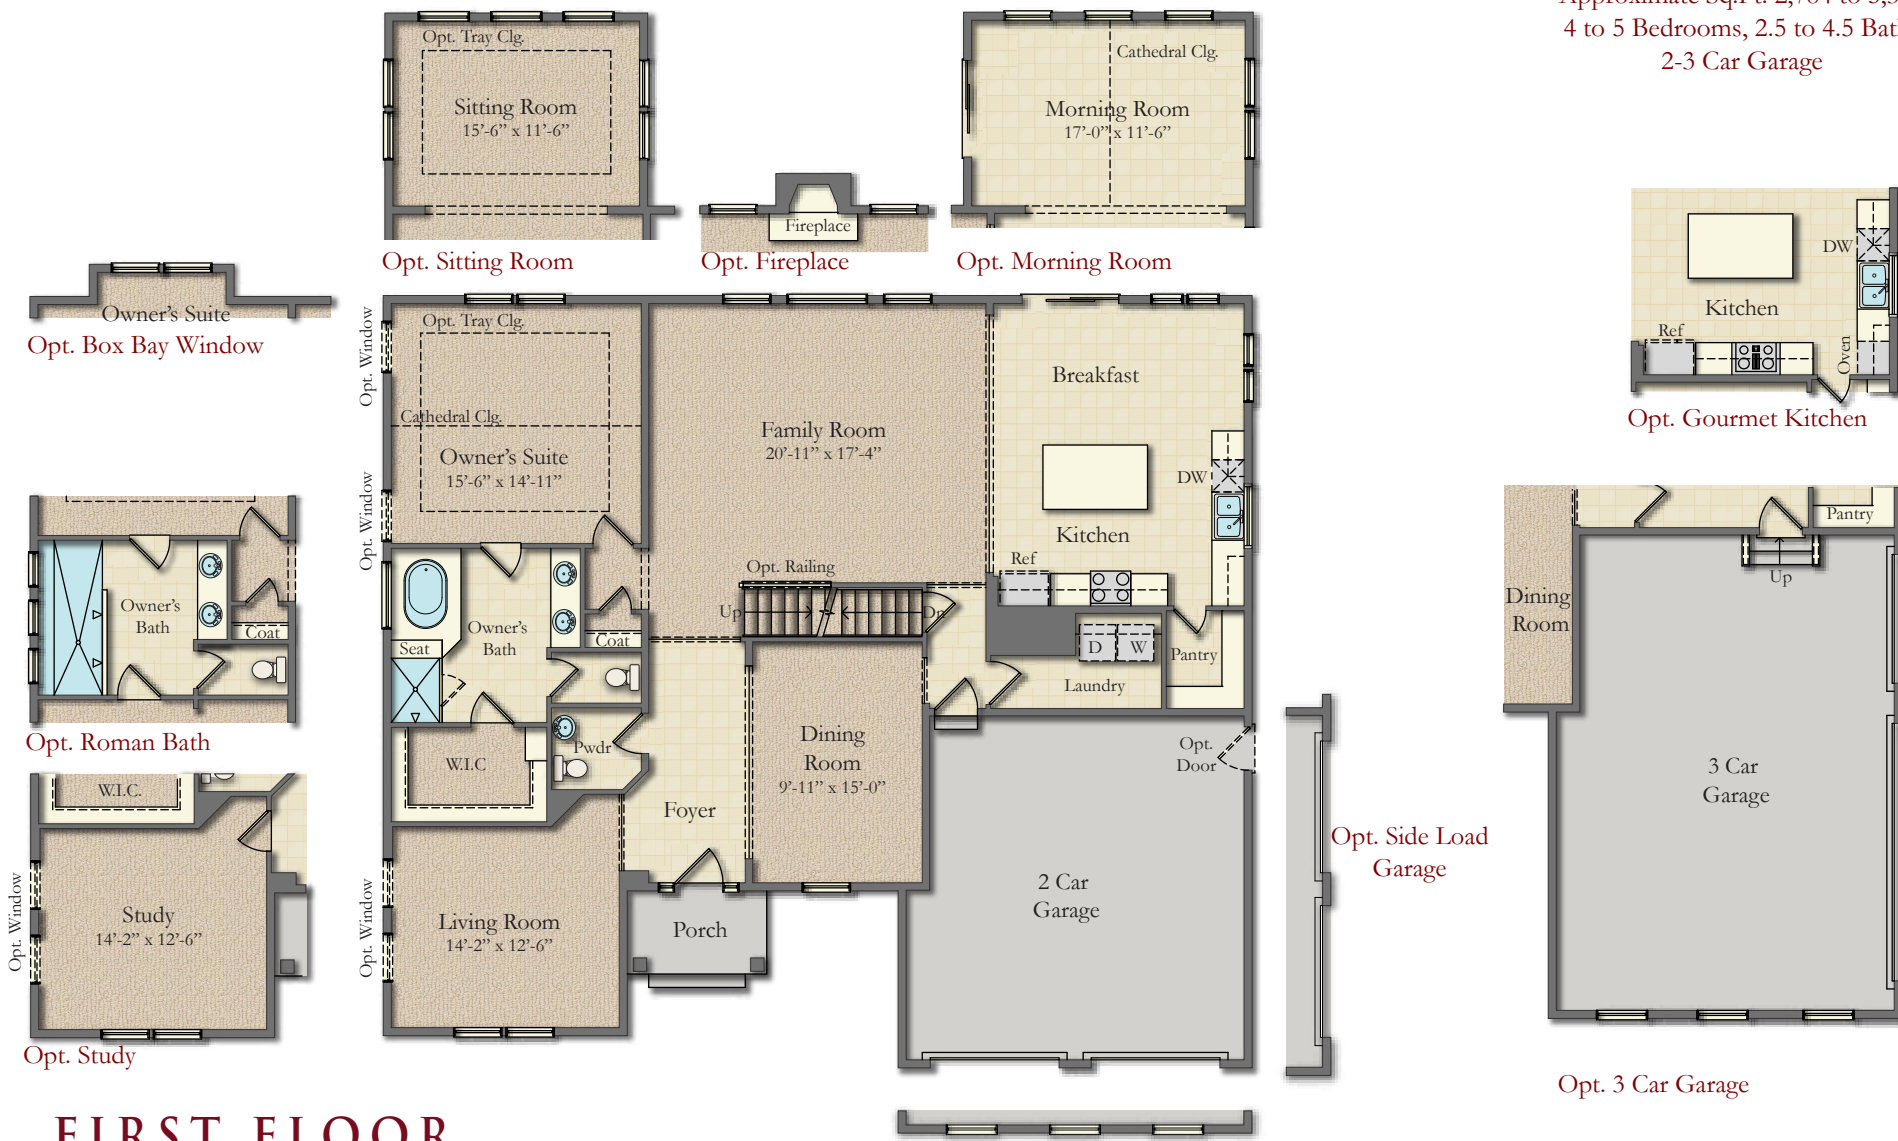 4 to 5 Bedrooms, 2.5 to 4.5 Bath
2-3 Car Garage
Opt. Tray Clg.
Sitting Room
15'-6” x 11'-6”
Opt. Sitting Room
Fireplace
Opt. Fireplace
Cathedral Clg.
Morning Room
17'-0” x 11'-6”
Opt. Morning Room
Owner's Suite
Opt. Box Bay Window
DW
Kitchen
Ref
Oven
Opt. Gourmet Kitchen
Opt. Window
Opt. Tray Clg.
Cathedral Clg.
Owner's Suite
15'-6” x 14'-11”
Opt. Window
Family Room
20'-11” x 17'-4”
Breakfast
DW
Kitchen
Ref
Opt. Railing
Up
Dn
Owner's
Bath
Seat
Coat
D
W
Pantry
Laundry
Pwdr
W.I.C
Foyer
Dining
Room
9'-11” x 15'-0”
Opt.
Door
2 Car
Garage
Opt. Window
Living Room
14'-2” x 12'-6”
Porch
Owner's
Bath
Coat
Opt. Roman Bath
W.I.C.
Opt. Window
Study
14'-2” x 12'-6”
Opt. Study
Opt. Side Load
Garage
Pantry
Up
Dining
Room
3 Car
Garage
Opt. 3 Car Garage
FIRST FLOOR